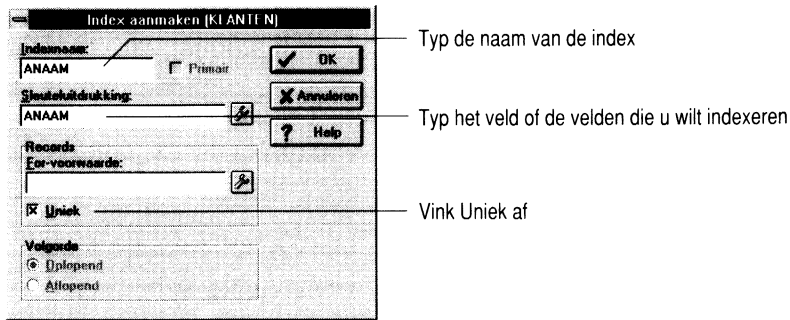 Index aanmaken (KLANTEN)
Indexnaam:
ANAAM
Primair
OK
Sleuteluitdrukking:
ANAAM
Annuleren
Help
Records
For-voorwaarde:
Uniek
Volgorde
Oplopend
Aflopend
Typ de naam van de index
Typ het veld of de velden die u wilt indexeren
Vink Uniek af